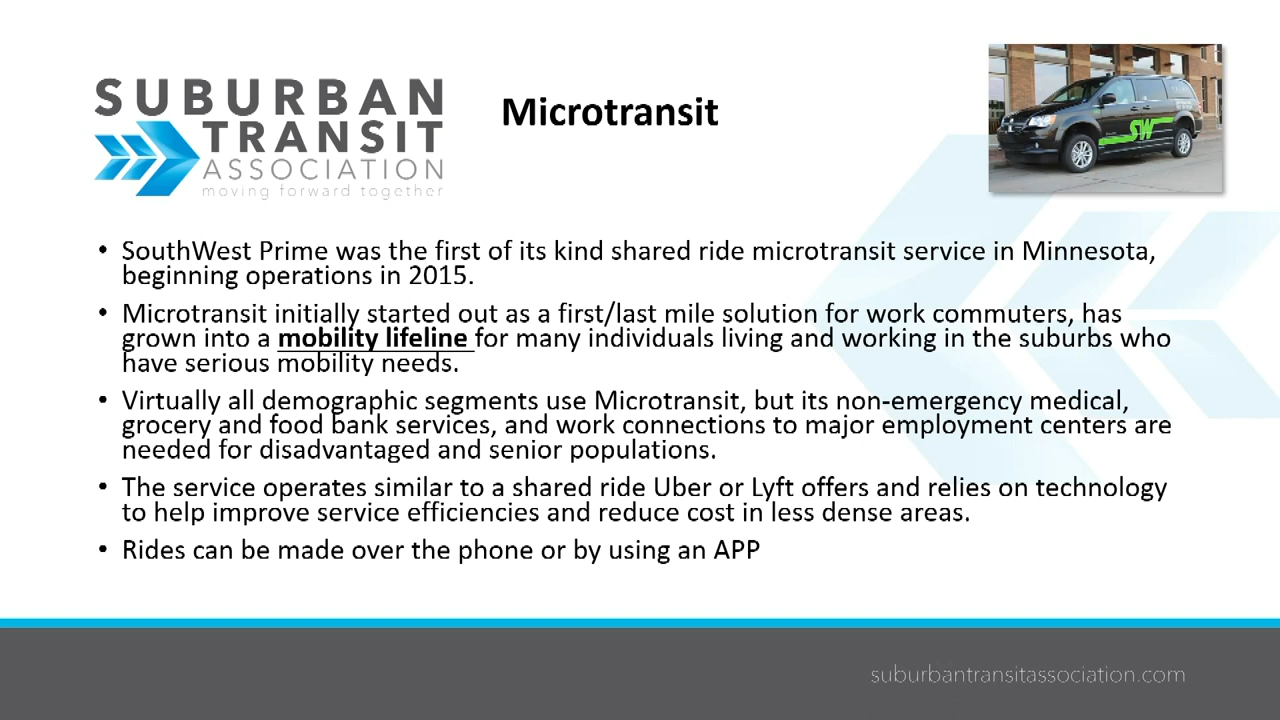 SUBURBAN
TRANSIT
ASSOCIATION
moving forward together
Microtransit
SW
• SouthWest Prime was the first of its kind shared ride microtransit service in Minnesota,
beginning operations in 2015.
• Microtransit initially started out as a first/last mile solution for work commuters, has
grown into a mobility lifeline for many individuals living and working in the suburbs who
have serious mobility needs.
• Virtually all demographic segments use Microtransit, but its non-emergency medical,
grocery and food bank services, and work connections to major employment centers are
needed for disadvantaged and senior populations.
• The service operates similar to a shared ride Uber or Lyft offers and relies on technology
to help improve service efficiencies and reduce cost in less dense areas.
• Rides can be made over the phone or by using an APP
suburbantransitassociation.com